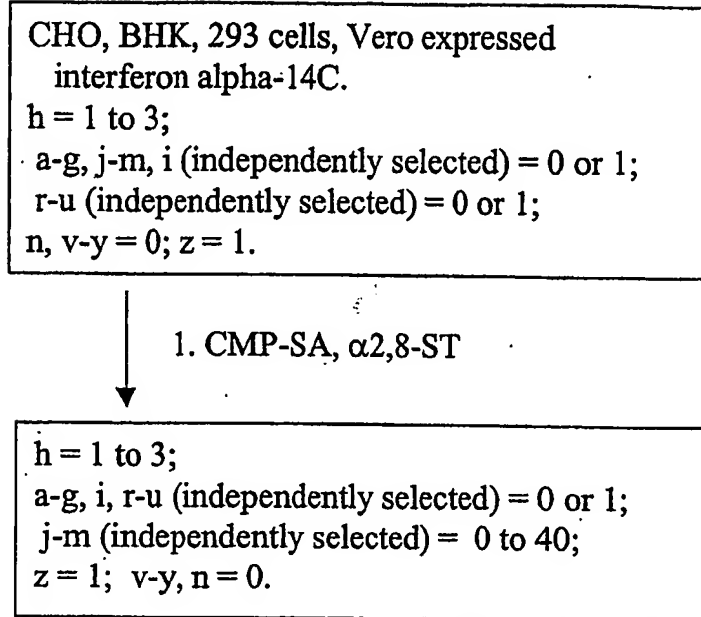 CHO, BHK, 293 cells, Vero expressed
interferon alpha-14C.
h = 1 to 3;
a-g, j-m, i (independently selected) = 0 or 1;
r-u (independently selected) = 0 or 1;
n, v-y = 0; z = 1.
1. CMP-SA, α2,8-ST
h = 1 to 3;
a-g, i, r-u (independently selected) = 0 or 1;
j-m (independently selected) = 0 to 40;
z = 1; v-y, n = 0.